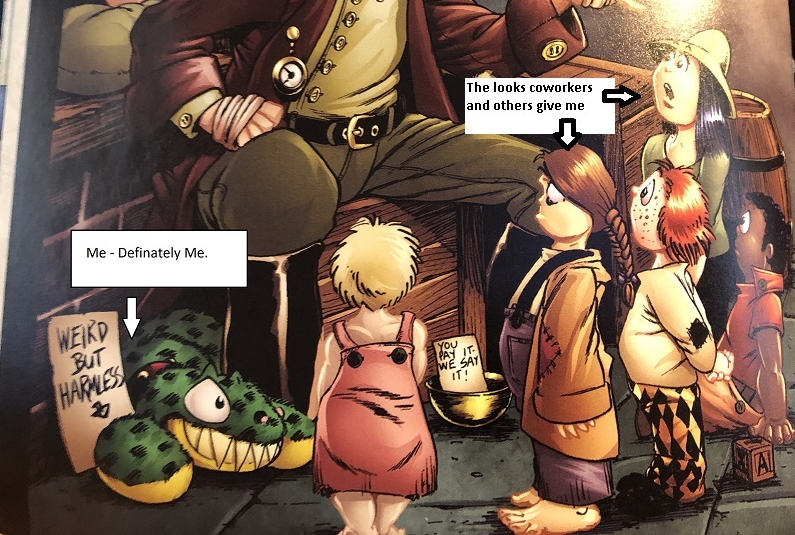 The looks coworkers
and others give me
Me - Definately Me.
WEIRD
BUT
HARMLESS
YOU
PAY IT-
WE SAY
IT!
A